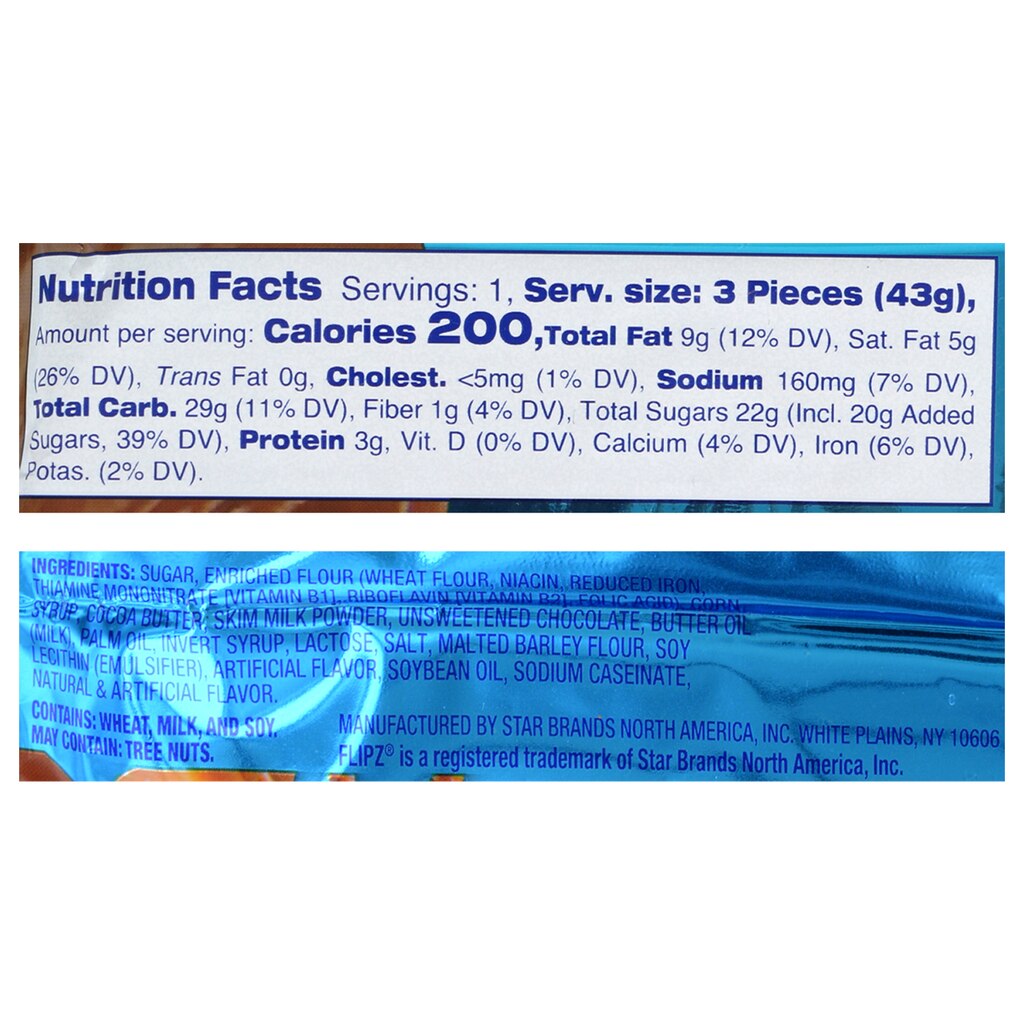 Nutrition Facts Servings: 1, Serv. size: 3 Pieces (43g),
Amount per serving: Calories 200, Total Fat 9g (12% DV), Sat. Fat 5g
(26% DV), Trans Fat 0g, Cholest. <5mg (1% DV), Sodium 160mg (7% DV),
Total Carb. 29g (11% DV), Fiber 1g (4% DV), Total Sugars 22g (Incl. 20g Added
Sugars, 39% DV), Protein 3g, Vit. D (0% DV), Calcium (4% DV), Iron (6% DV),
Potas. (2% DV).
INGREDIENTS: SUGAR, ENRICHED FLOUR (WHEAT FLOUR, NIACIN, REDUCED IRON,
THIAMINE MONONITRATE [VITAMIN B1], RIBOFLAVIN [VITAMIN B2], FOLIC ACID), CORN
SYRUP, COCOA BUTTER, SKIM MILK POWDER, UNSWEETENED CHOCOLATE, BUTTER OIL
(MILK), PALM OIL, INVERT SYRUP, LACTOSE, SALT, MALTED BARLEY FLOUR, SOY
LECITHIN (EMULSIFIER), ARTIFICIAL FLAVOR, SOYBEAN OIL, SODIUM CASEINATE,
NATURAL & ARTIFICIAL FLAVOR.
CONTAINS: WHEAT, MILK, AND SOY.
MAY CONTAIN: TREE NUTS.
MANUFACTURED BY STAR BRANDS NORTH AMERICA, INC. WHITE PLAINS, NY 10606
FLIPZ® is a registered trademark of Star Brands North America, Inc.